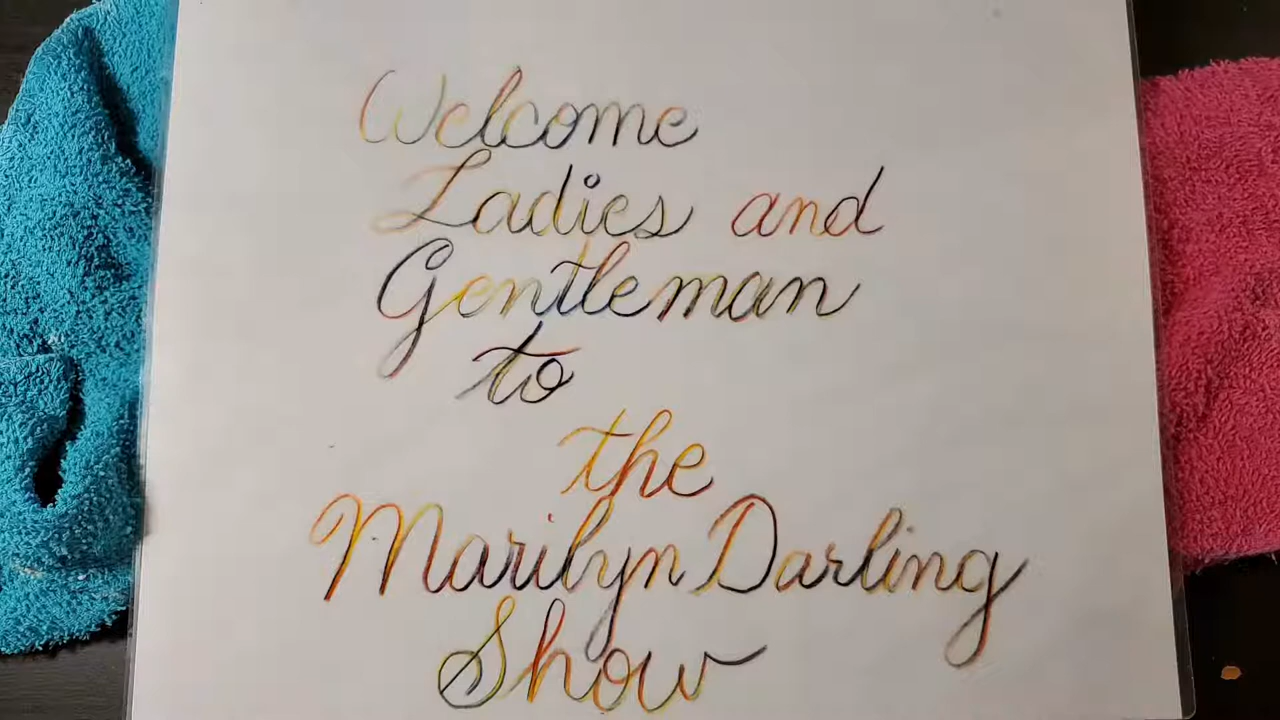 Welcome
Ladies and
Gentleman
to
the
Marilyn Darling
Show